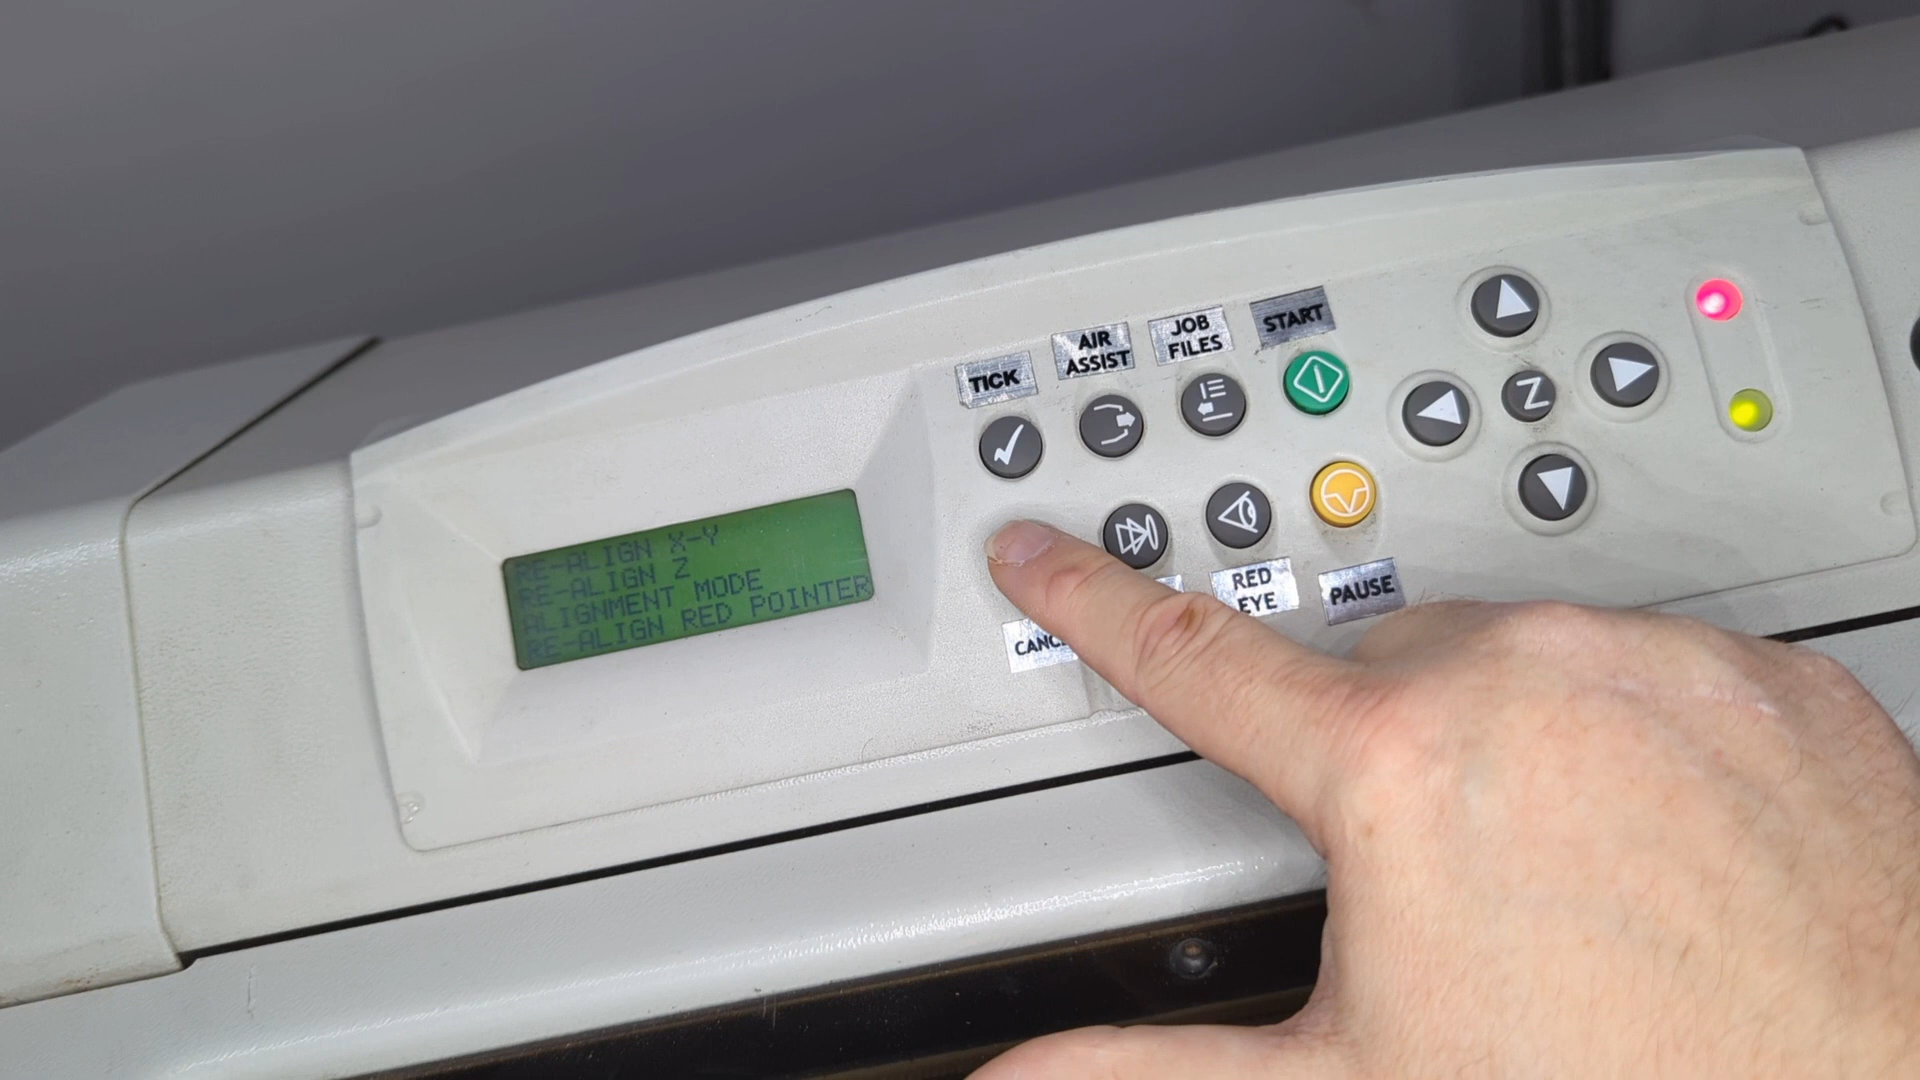 RE-ALIGN X-Y
RE-ALIGN Z
ALIGNMENT MODE
RE-ALIGN RED POINTER
TICK
AIR
ASSIST
JOB
FILES
START
Z
RED
EYE
PAUSE